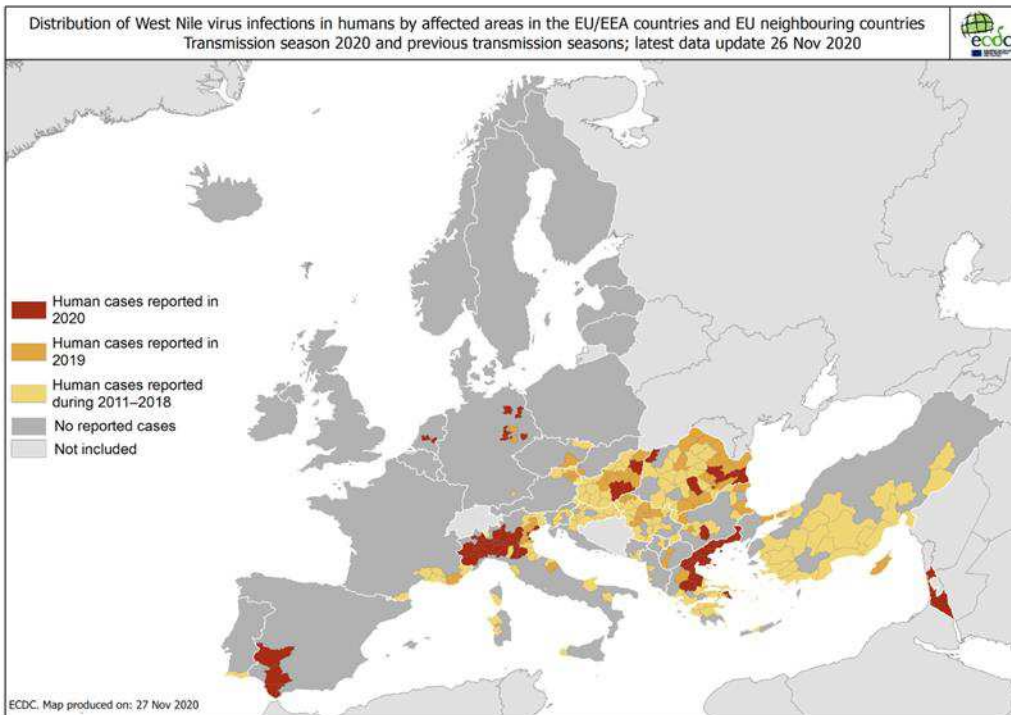 Distribution of West Nile virus infections in humans by affected areas in the EU/EEA countries and EU neighbouring countries
Transmission season 2020 and previous transmission seasons; latest data update 26 Nov 2020
ecdc
Human cases reported in
2020
Human cases reported in
2019
Human cases reported
during 2011–2018
No reported cases
Not included
ECDC. Map produced on: 27 Nov 2020